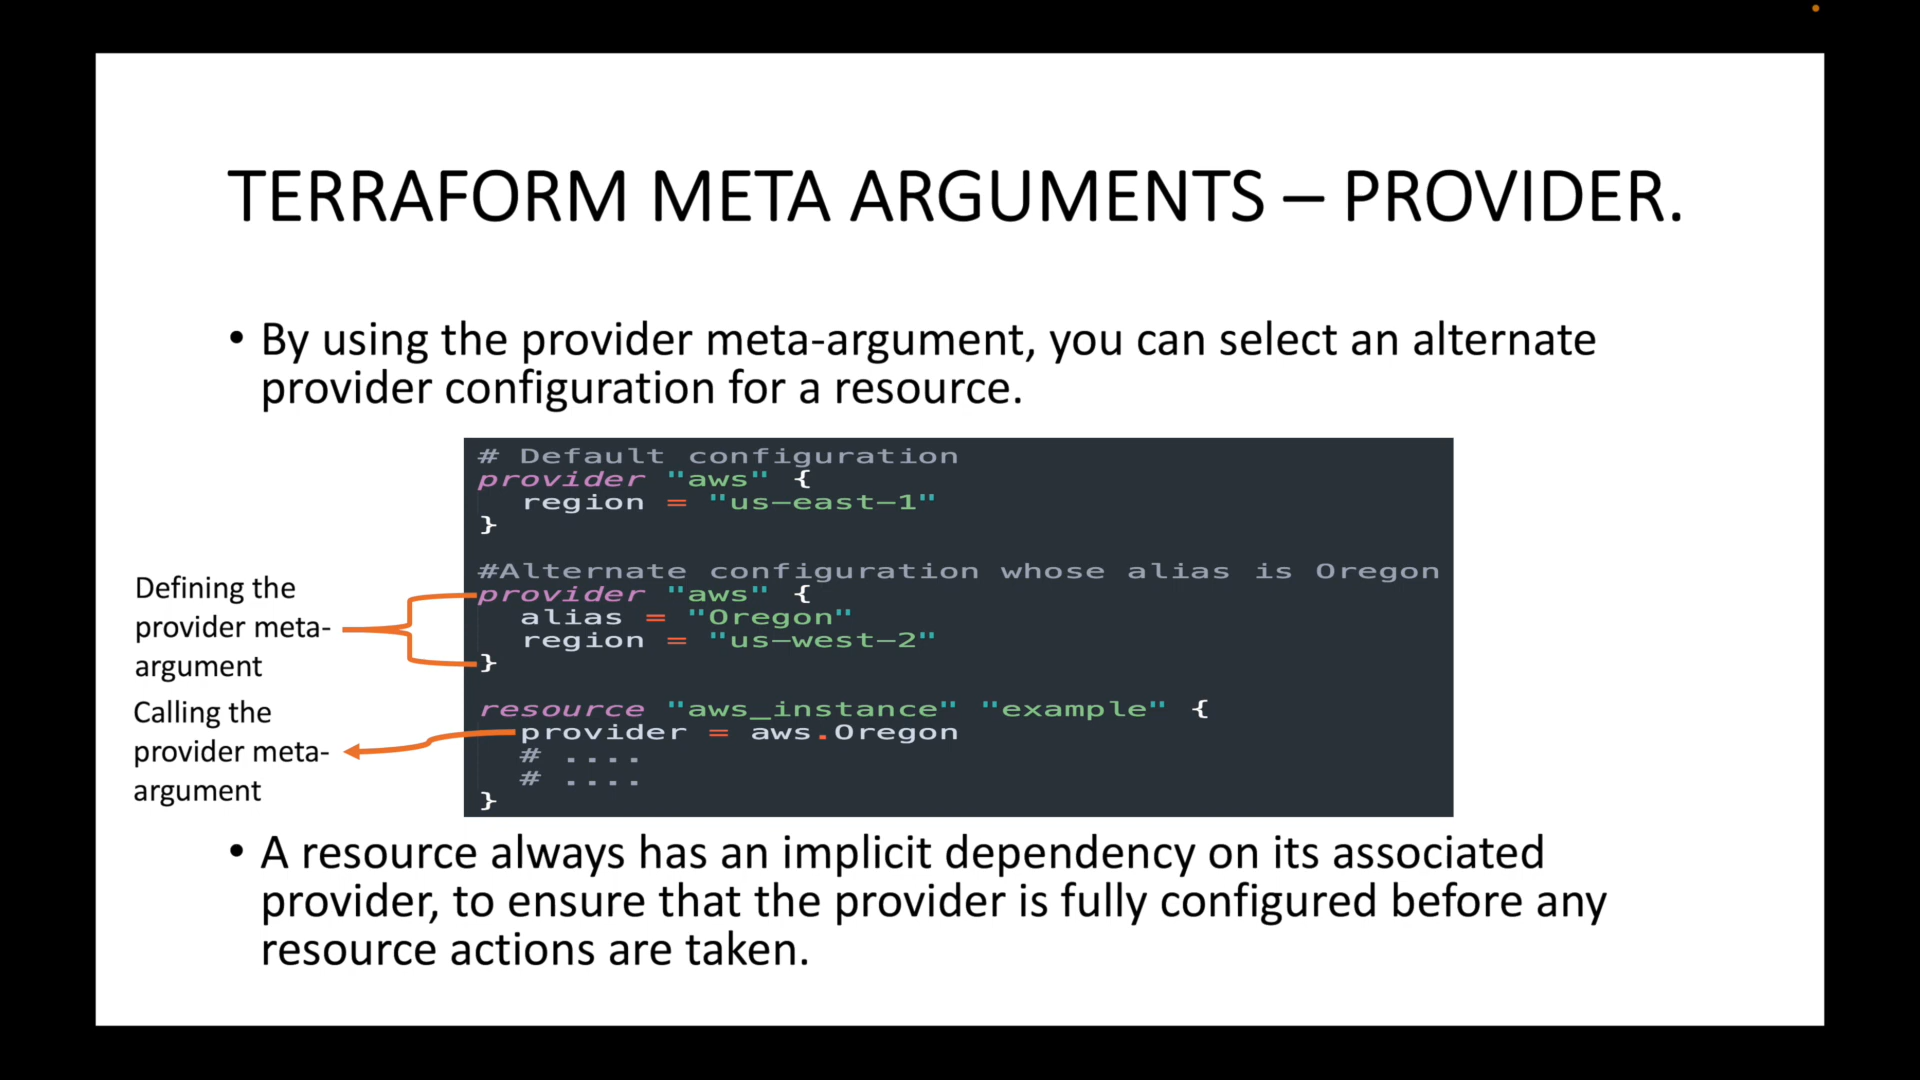 TERRAFORM META ARGUMENTS – PROVIDER.
• By using the provider meta-argument, you can select an alternate
provider configuration for a resource.
# Default configuration
provider "aws" {
region = "us-east-1"
}
#Alternate configuration whose alias is Oregon
provider "aws" {
alias = "Oregon"
region = "us-west-2"
}
resource "aws_instance" "example" {
provider = aws.Oregon
# ....
# ....
}
Defining the
provider meta-
argument
Calling the
provider meta-
argument
• A resource always has an implicit dependency on its associated
provider, to ensure that the provider is fully configured before any
resource actions are taken.